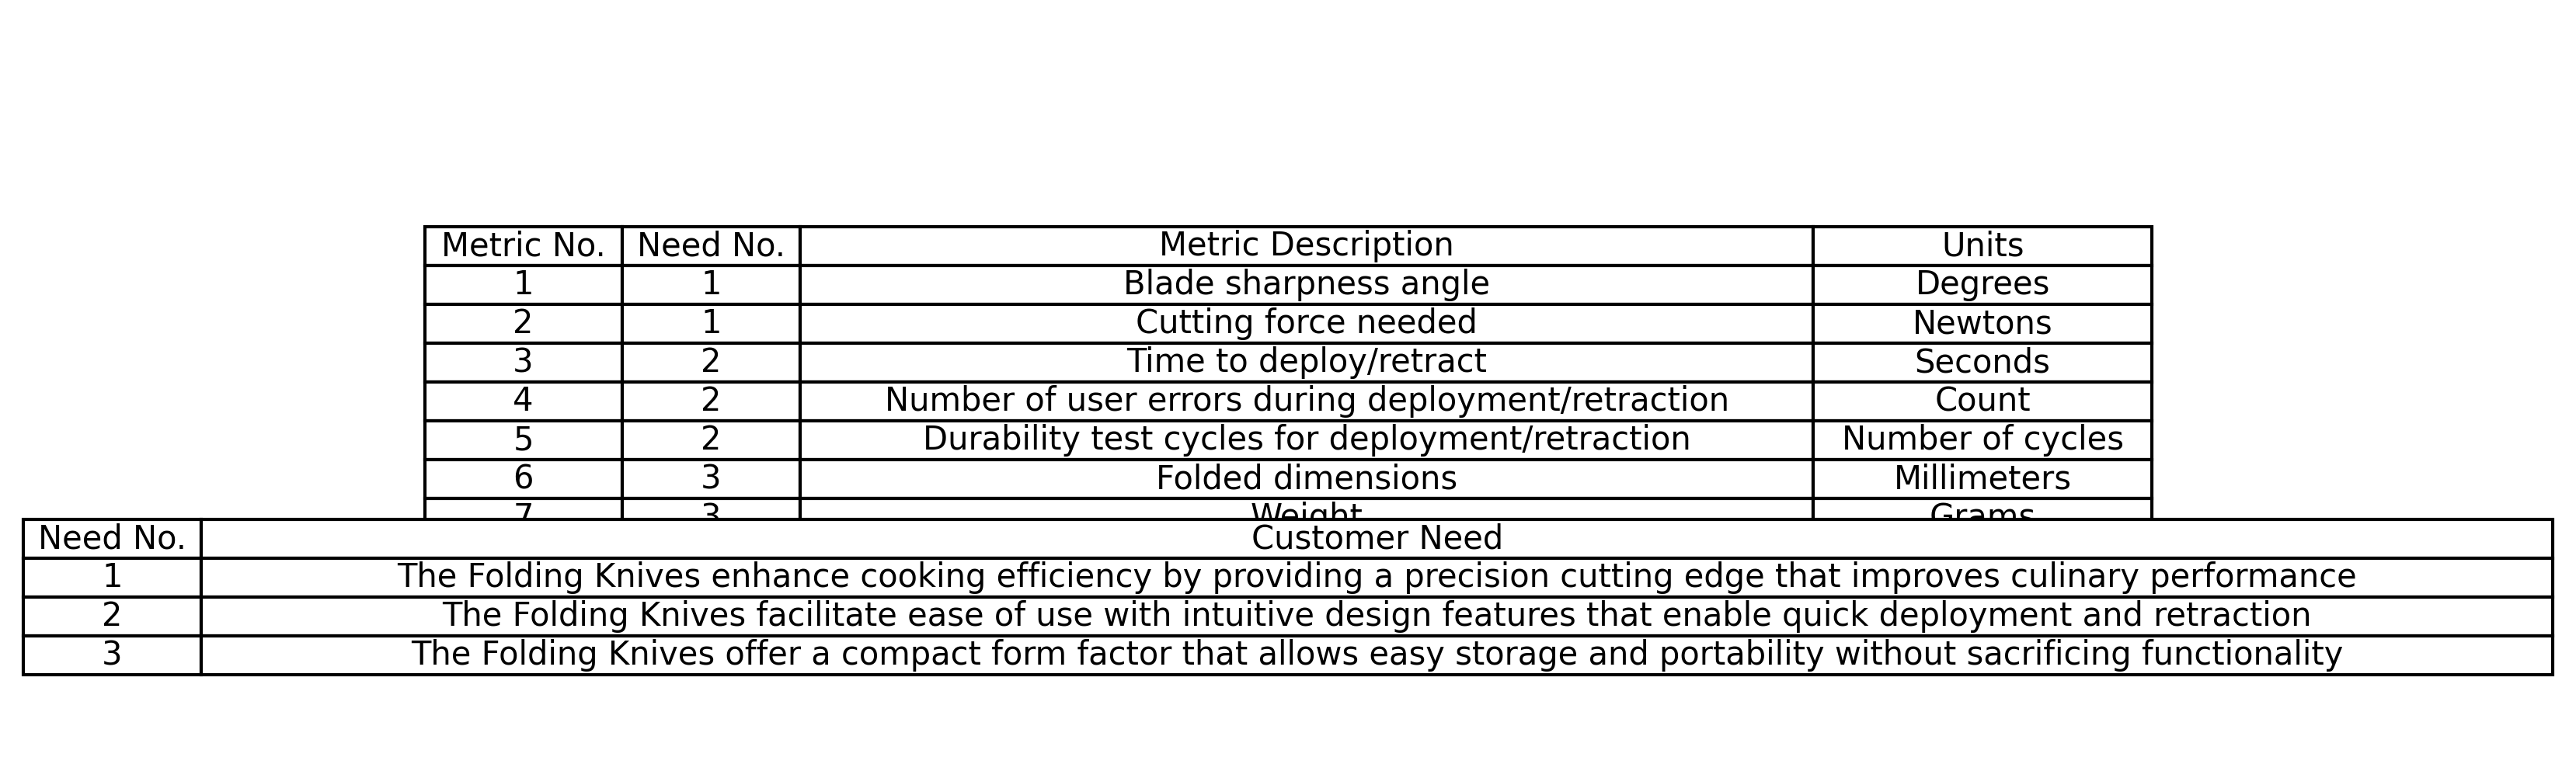 Metric No. Need No. Metric Description Units
1 1 Blade sharpness angle Degrees
2 1 Cutting force needed Newtons
3 2 Time to deploy/retract Seconds
4 2 Number of user errors during deployment/retraction Count
5 2 Durability test cycles for deployment/retraction Number of cycles
6 3 Folded dimensions Millimeters
7 3 Weight Grams
Need No. Customer Need
1 The Folding Knives enhance cooking efficiency by providing a precision cutting edge that improves culinary performance
2 The Folding Knives facilitate ease of use with intuitive design features that enable quick deployment and retraction
3 The Folding Knives offer a compact form factor that allows easy storage and portability without sacrificing functionality